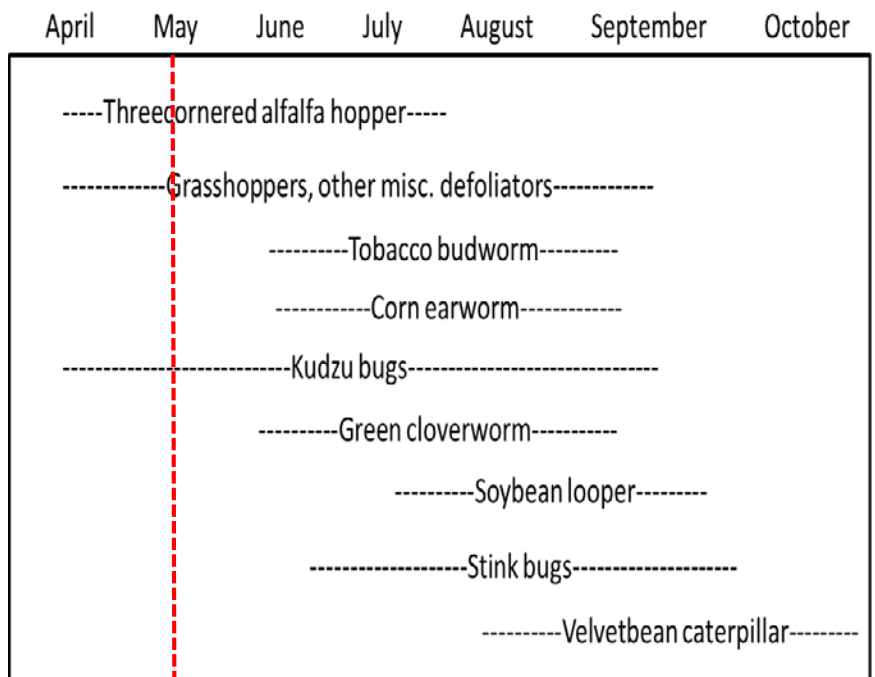 April May June July August September October
-----Threecornered alfalfa hopper-----
-------------Grasshoppers, other misc. defoliators-------------
----------Tobacco budworm----------
------------Corn earworm-------------
-----------------------------Kudzu bugs--------------------------------
----------Green cloverworm-----------
----------Soybean looper---------
--------------------Stink bugs---------------------
----------Velvetbean caterpillar---------